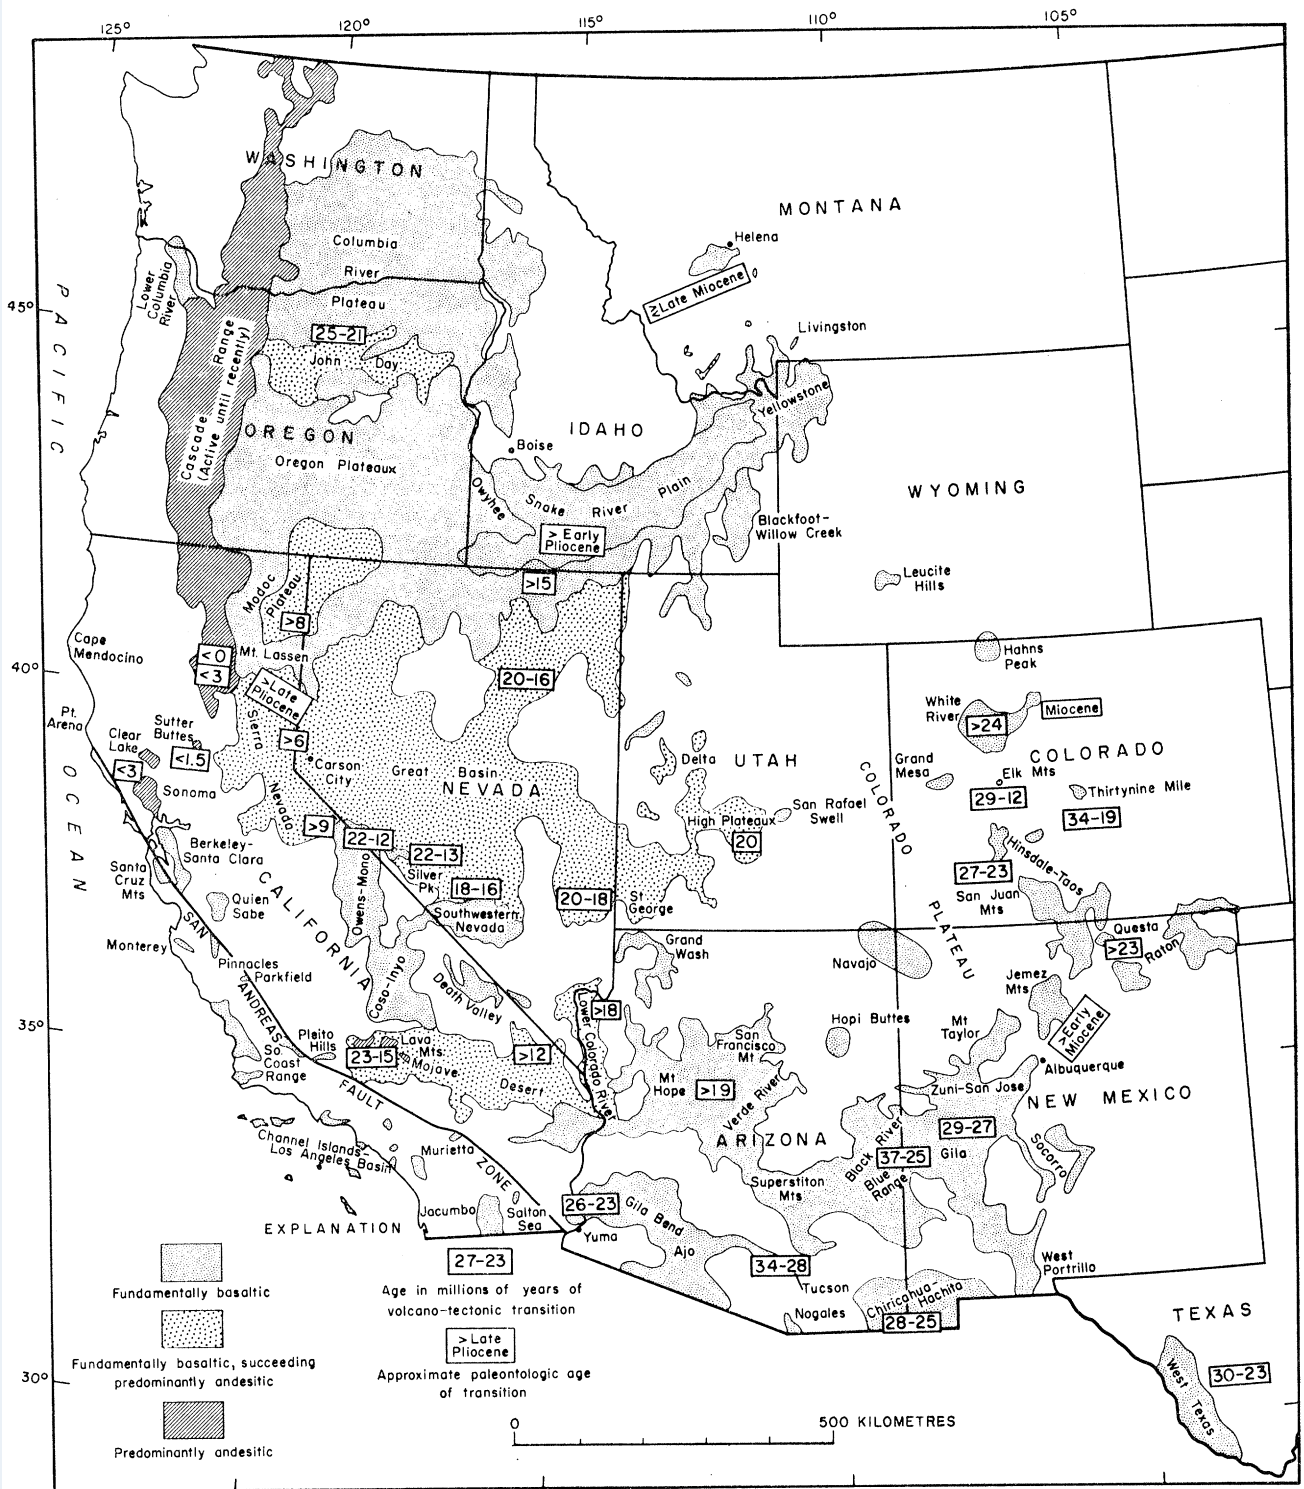 125°
120°
115°
110°
105°
WASHINGTON
MONTANA
Helena
≥Late Miocene
Livingston
Columbia
River
Plateau
45°
PACIFIC
Lower
Columbia
River
25-21
John Day
Cascade Range
(Active until recently)
OREGON
Oregon Plateaux
IDAHO
Boise
Yellowstone
Owyhee
Snake River Plain
> Early
Pliocene
WYOMING
Blackfoot-
Willow Creek
Leucite
Hills
>15
Modoc
Plateau
>8
Cape
Mendocino
<0
Mt. Lassen
<3
40°
>Late
Pliocene
20-16
Hahns
Peak
White
River
>24
Miocene
Pt.
Arena
Clear
Lake
Sutter
Buttes
<1.5
<3
Sonoma
Sierra
Nevada
>6
Carson
City
Great Basin
NEVADA
Delta
UTAH
COLORADO
Grand
Mesa
Elk Mts
29-12
Thirtynine Mile
34-19
San Rafael
Swell
High Plateaux
20
COLORADO
PLATEAU
OCEAN
>9
22-12
22-13
Berkeley-
Santa Clara
Santa
Cruz
Mts
Silver
Pk
18-16
20-18
St
George
Southwestern
Nevada
Hinsdale-Taos
27-23
San Juan
Mts
Quien
Sabe
CALIFORNIA
Owens-Mono
Monterey
SAN
ANDREAS
FAULT
ZONE
Pinnacles
Parkfield
Coso-Inyo
Death Valley
Grand
Wash
Navajo
Questa
>23
Raton
Jemez
Mts
>Early
Miocene
35°
Pleito
Hills
So.
Coast
Range
23-15
Lava
Mts
Mojave
Desert
>12
>18
Lower Colorado River
Hopi Buttes
Mt
Taylor
Albuquerque
San
Francisco
Mt
Mt
Hope
>19
Verde River
Zuni-San Jose
NEW MEXICO
Channel Islands-
Los Angeles Basin
Murietta
ARIZONA
Black River
Blue
Range
37-25
29-27
Gila
Socorro
Superstiton
Mts
Jacumbo
Salton
Sea
26-23
Yuma
Gila Bend
Ajo
34-28
Tucson
Nogales
Chiricahua-
Hachita
28-25
West
Portrillo
TEXAS
30-23
West Texas
30°
EXPLANATION
Fundamentally basaltic
Fundamentally basaltic, succeeding
predominantly andesitic
Predominantly andesitic
27-23
Age in millions of years of
volcano-tectonic transition
>Late
Pliocene
Approximate paleontologic age
of transition
0
500 KILOMETRES